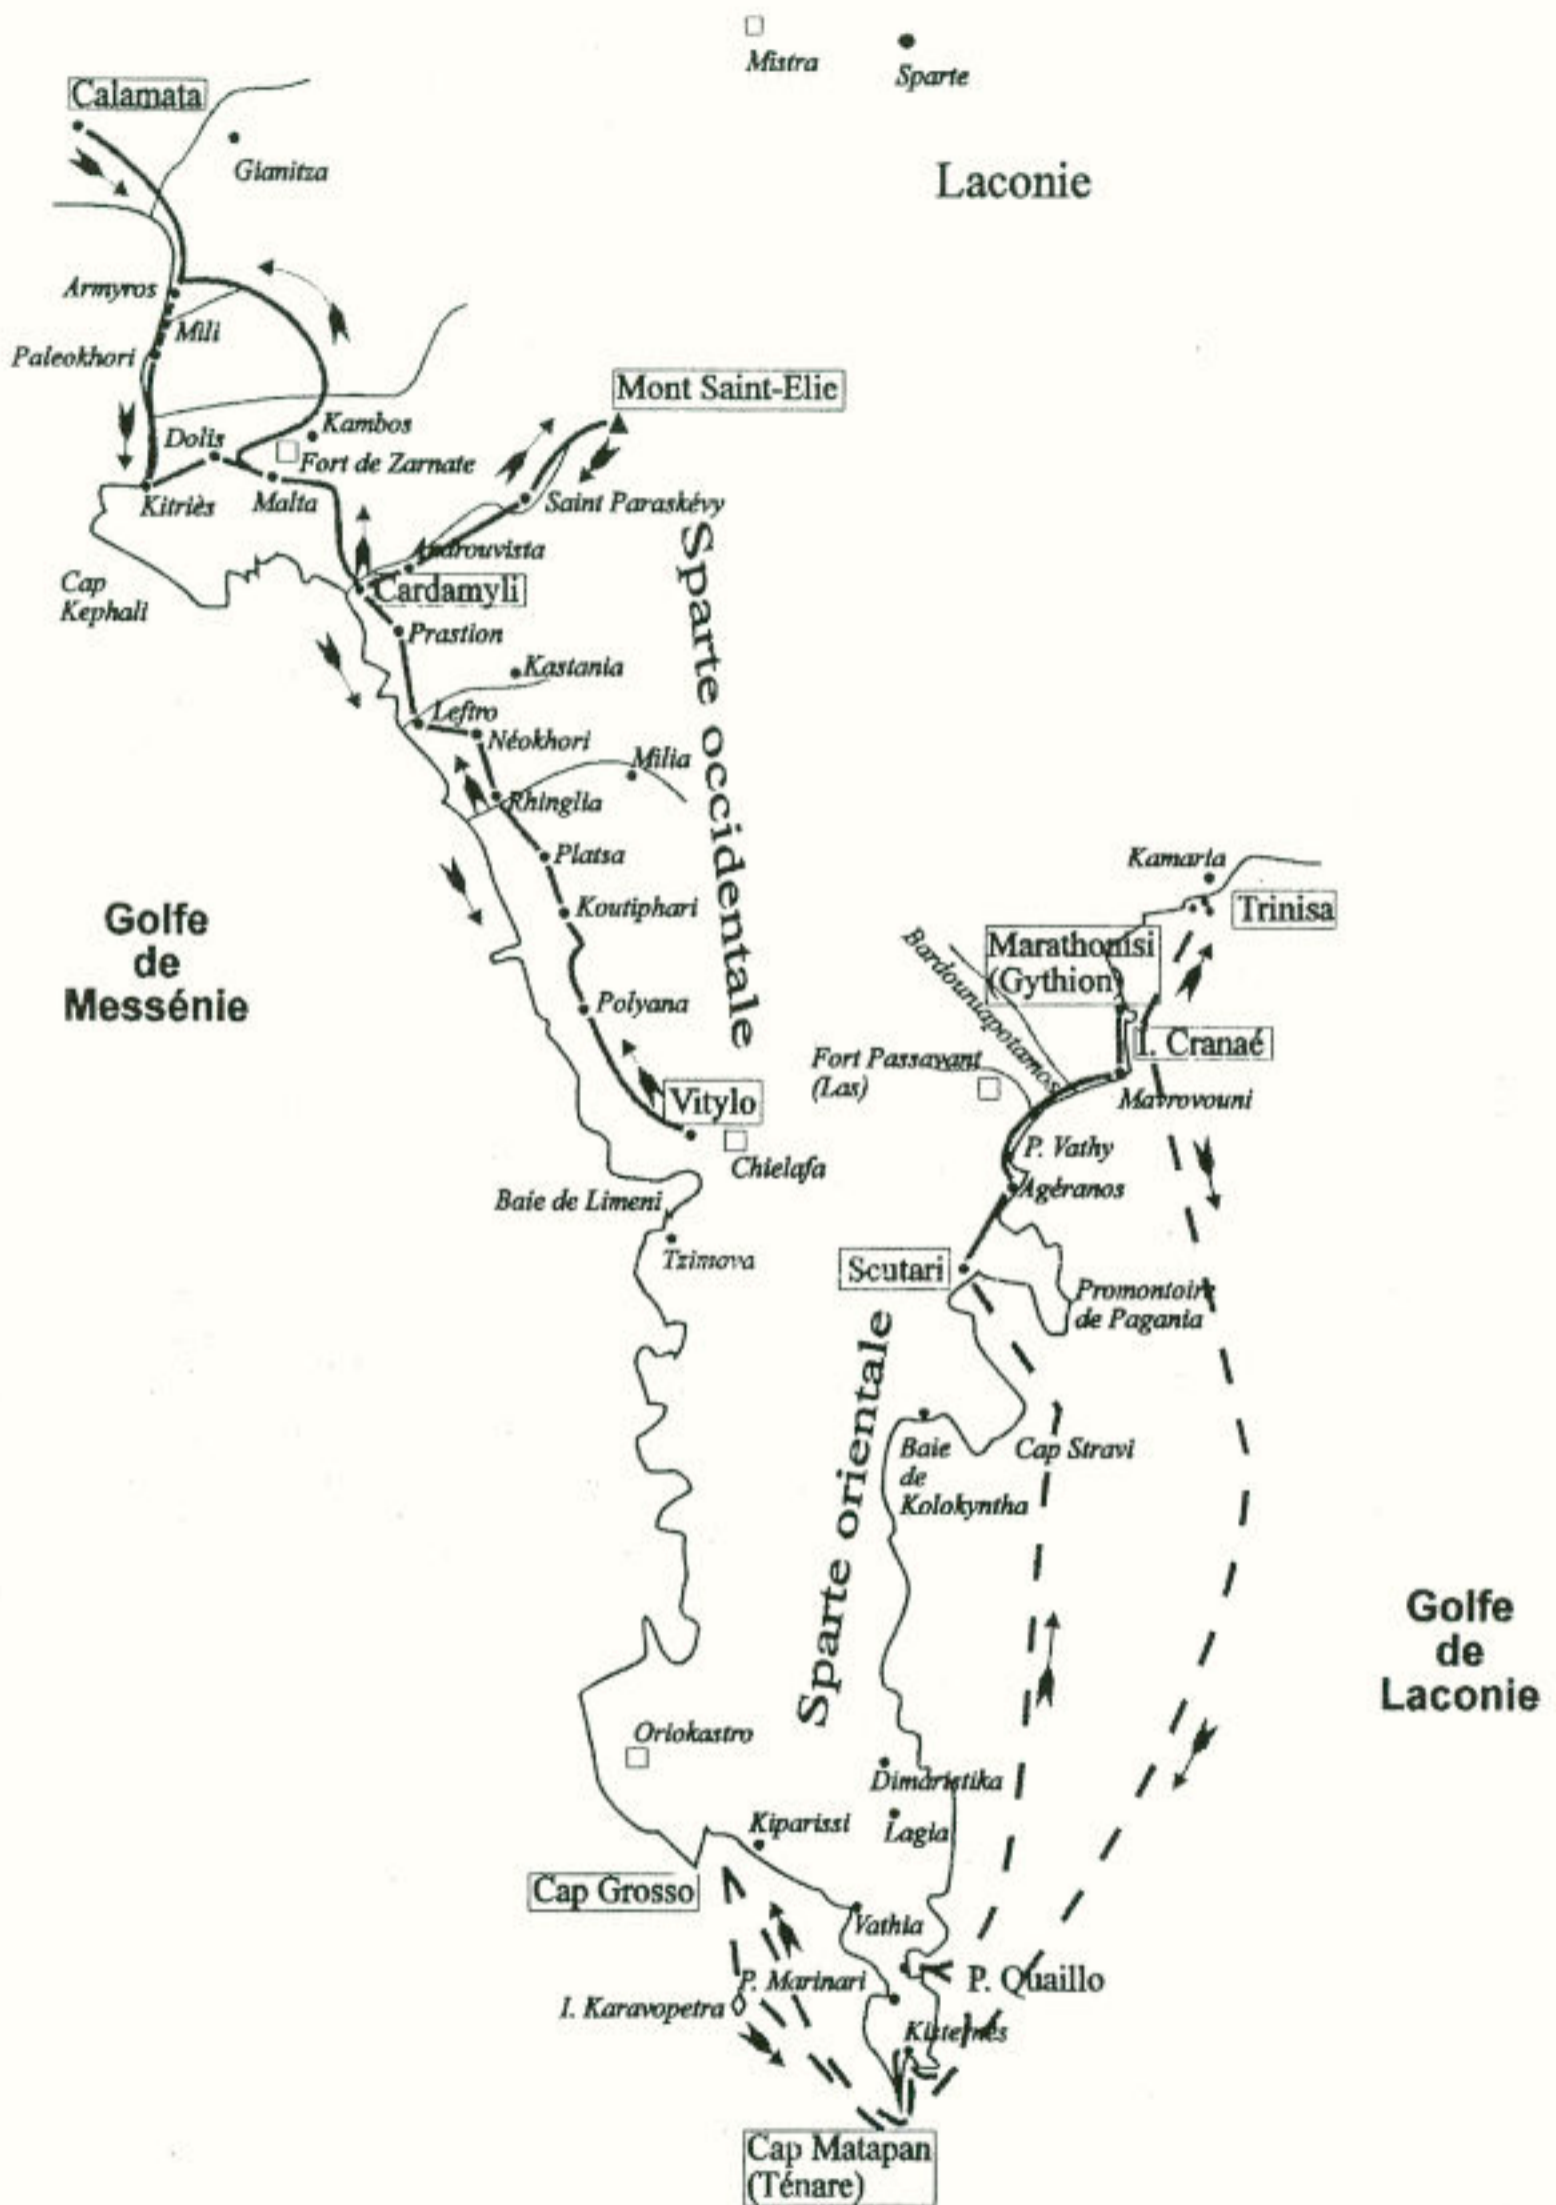 Mistra
Sparte
Calamata
Gianitza
Laconie
Armyros
Mili
Paleokhori
Mont Saint-Elie
Kambos
Dolis
Fort de Zarnate
Kitriès
Malta
Saint Paraskévy
Androuvista
Cap
Kephali
Cardamyli
Prastion
Kastania
Leftro
Néokhori
Milia
Rhinglia
Sparte occidentale
Platsa
Koutiphari
Golfe
de
Messénie
Polyana
Kamaria
Trinisa
Marathonisi
(Gythion)
Bardouniapotamos
I. Cranaé
Fort Passavant
(Las)
Mavrovouni
Vitylo
Chielafa
P. Vathy
Agéranos
Baie de Limeni
Tzimova
Scutari
Promontoire
de Pagania
Sparte orientale
Baie
de
Kolokyntha
Cap Stravi
Golfe
de
Laconie
Oriokastro
Dimaristika
Lagia
Kiparissi
Cap Grosso
Vathia
P. Marinari
P. Quaillo
I. Karavopetra
Kisternès
Cap Matapan
(Ténare)